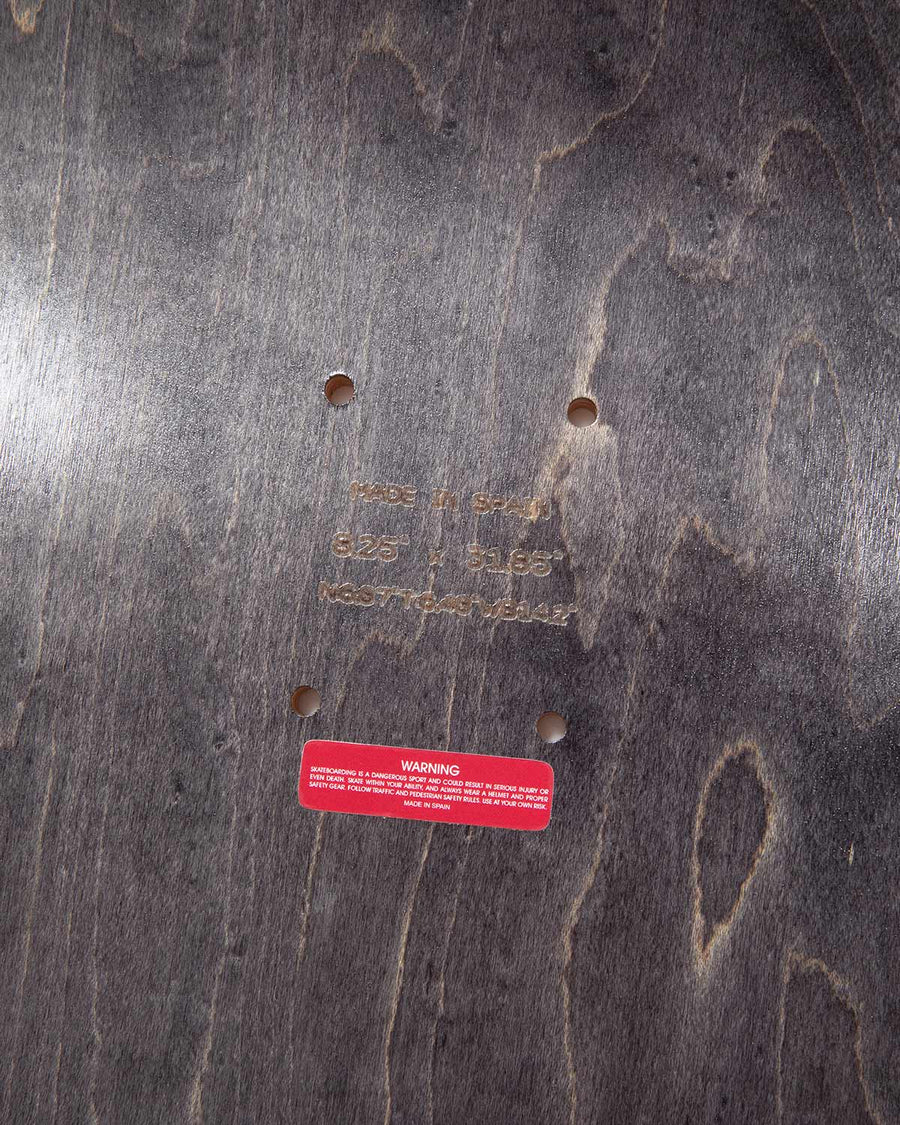 MADE IN SPAIN
8.25" x 31.85"
WARNING
SKATEBOARDING IS A DANGEROUS SPORT AND COULD RESULT IN SERIOUS INJURY OR
EVEN DEATH. SKATE WITHIN YOUR ABILITY, AND ALWAYS WEAR A HELMET AND PROPER
SAFETY GEAR. FOLLOW TRAFFIC AND PEDESTRIAN SAFETY RULES. USE AT YOUR OWN RISK.
MADE IN SPAIN